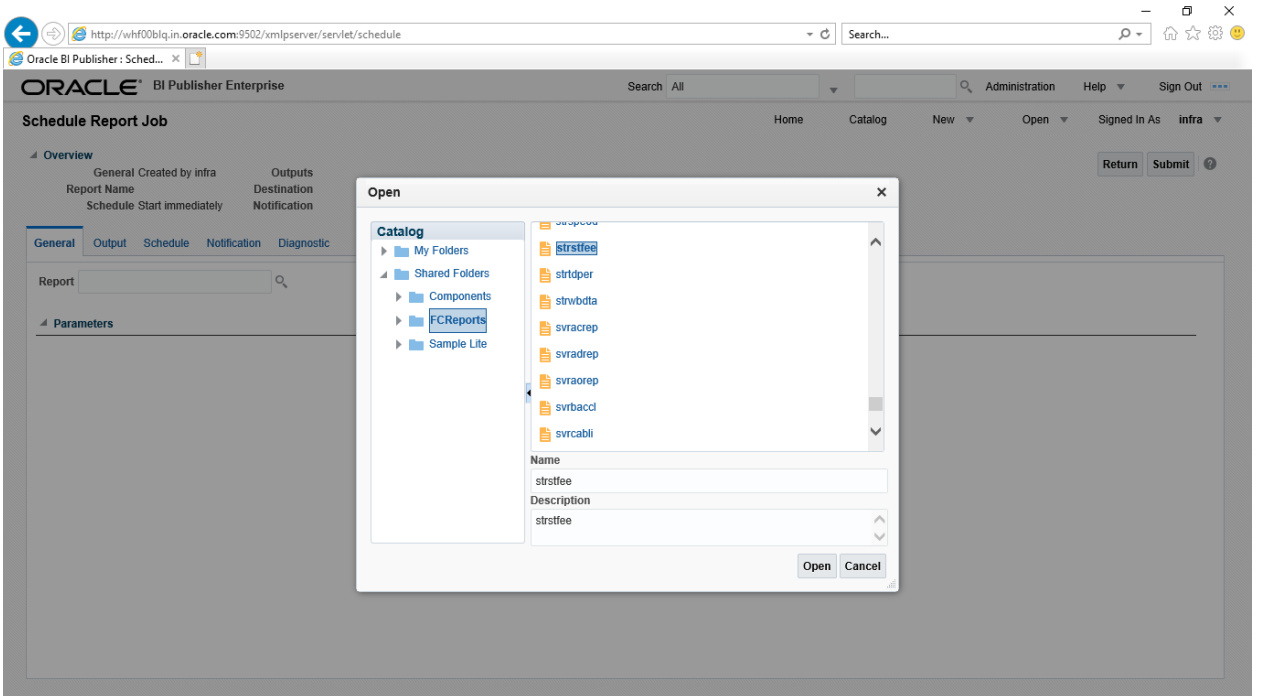 http://whf00blq.in.oracle.com:9502/xmlpserver/servlet/schedule
Search...
Oracle BI Publisher : Sched...
ORACLE BI Publisher Enterprise
Search All
Administration
Help
Sign Out
Schedule Report Job
Home
Catalog
New
Open
Signed In As infra
Overview
General Created by infra
Outputs
Report Name
Destination
Schedule Start immediately
Notification
Return
Submit
General
Output
Schedule
Notification
Diagnostic
Report
Parameters
Open
Catalog
My Folders
Shared Folders
Components
FCReports
Sample Lite
strstfee
strtdper
strwbdta
svracrep
svradrep
svraorep
svrbaccl
svrcabli
Name
strstfee
Description
strstfee
Open
Cancel